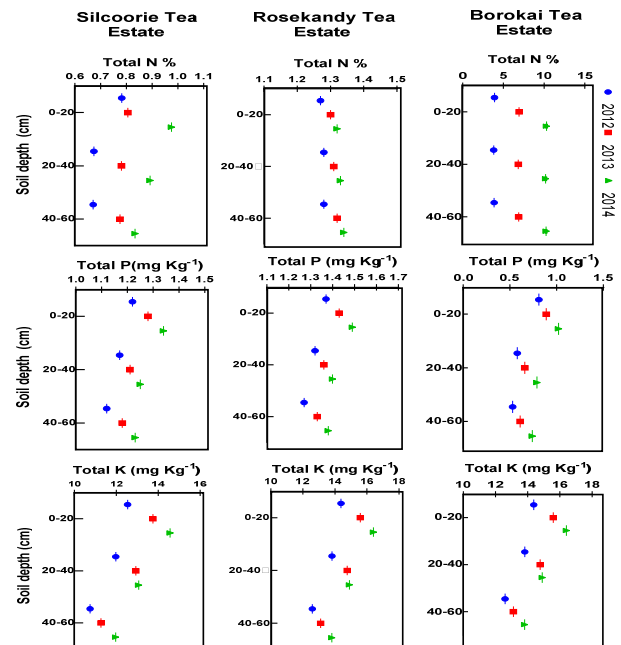 Silcoorie Tea Estate
Rosekandy Tea Estate
Borokai Tea Estate
Total N %
0.6 0.7 0.8 0.9 1.0 1.1
Total N %
1.1 1.3 1.5
Total N %
0 5 10 15
Soil depth (cm)
0-20
20-40
40-60
0-20
20-40
40-60
0-20
20-40
40-60
2012
2013
2014
Total P(mg Kg-1)
1.0 1.1 1.2 1.3 1.4 1.5
Total P (mg Kg-1)
1.1 1.2 1.3 1.4 1.5 1.6 1.7
Total P (mg Kg-1)
0.0 0.5 1.0 1.5
Soil depth (cm)
0-20
20-40
40-60
0-20
20-40
40-60
0-20
20-40
40-60
Total K (mg Kg-1)
10 12 14 16
Total K (mg Kg-1)
10 12 14 16 18
Total K (mg Kg-1)
10 12 14 16 18
Soil depth (cm)
0-20
20-40
40-60
0-20
20-40
40-60
0-20
20-40
40-60